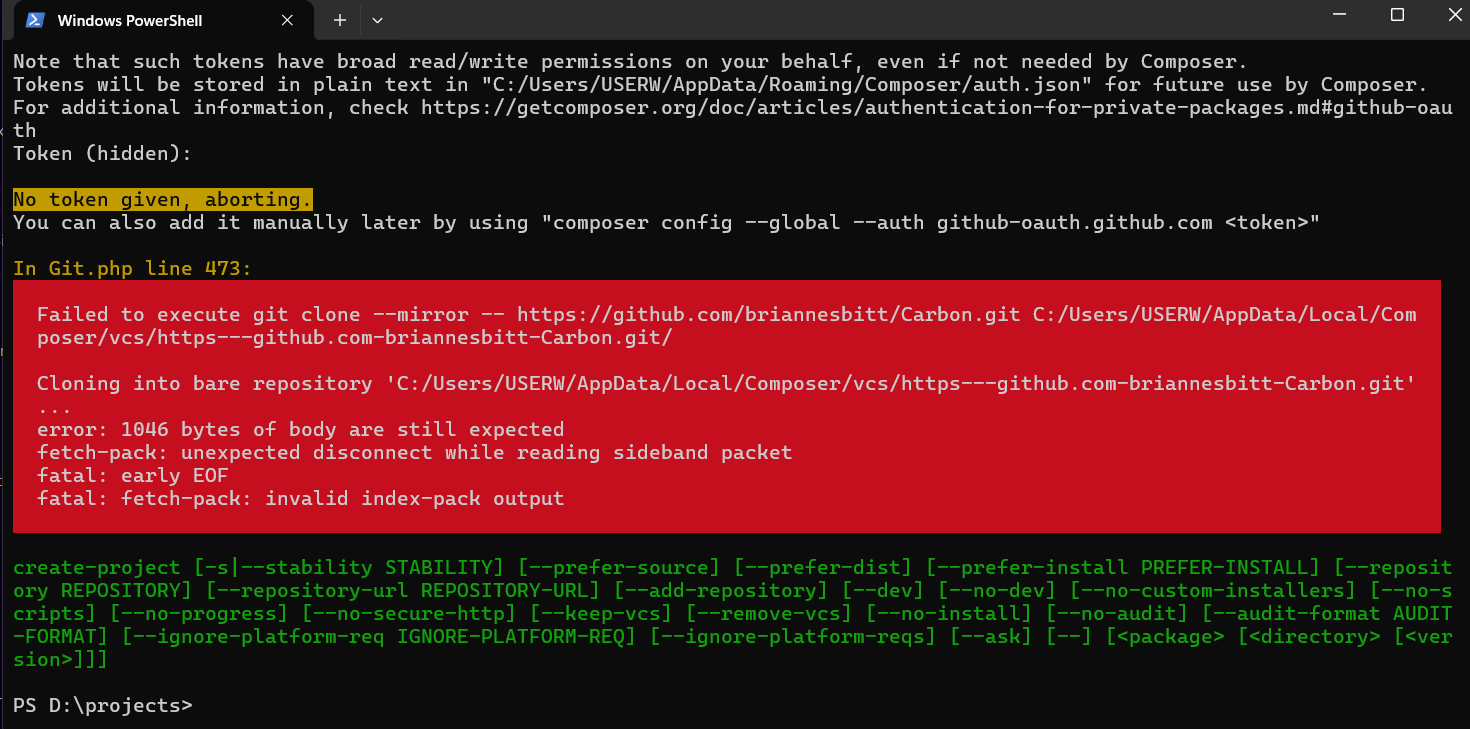 Windows PowerShell
Note that such tokens have broad read/write permissions on your behalf, even if not needed by Composer.
Tokens will be stored in plain text in "C:/Users/USERW/AppData/Roaming/Composer/auth.json" for future use by Composer.
For additional information, check https://getcomposer.org/doc/articles/authentication-for-private-packages.md#github-oau
th
Token (hidden):
No token given, aborting.
You can also add it manually later by using "composer config --global --auth github-oauth.github.com <token>"
In Git.php line 473:
Failed to execute git clone --mirror -- https://github.com/briannesbitt/Carbon.git C:/Users/USERW/AppData/Local/Com
poser/vcs/https---github.com-briannesbitt-Carbon.git/
Cloning into bare repository 'C:/Users/USERW/AppData/Local/Composer/vcs/https---github.com-briannesbitt-Carbon.git'
...
error: 1046 bytes of body are still expected
fetch-pack: unexpected disconnect while reading sideband packet
fatal: early EOF
fatal: fetch-pack: invalid index-pack output
create-project [-s|--stability STABILITY] [--prefer-source] [--prefer-dist] [--prefer-install PREFER-INSTALL] [--reposit
ory REPOSITORY] [--repository-url REPOSITORY-URL] [--add-repository] [--dev] [--no-dev] [--no-custom-installers] [--no-s
cripts] [--no-progress] [--no-secure-http] [--keep-vcs] [--remove-vcs] [--no-install] [--no-audit] [--audit-format AUDIT
-FORMAT] [--ignore-platform-req IGNORE-PLATFORM-REQ] [--ignore-platform-reqs] [--ask] [--] [<package> [<directory> [<ver
sion>]]]
PS D:\projects>